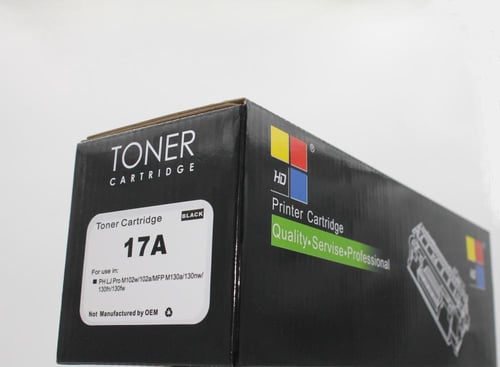 TONER
CARTRIDGE
Toner Cartridge BLACK
17A
For use in:
PH LJ Pro M102w/102a/MFP M130a/130nw/
130fn/130fw
Not Manufactured by OEM
®
HD
Printer Cartridge
Quality•Servise•Professional
HD